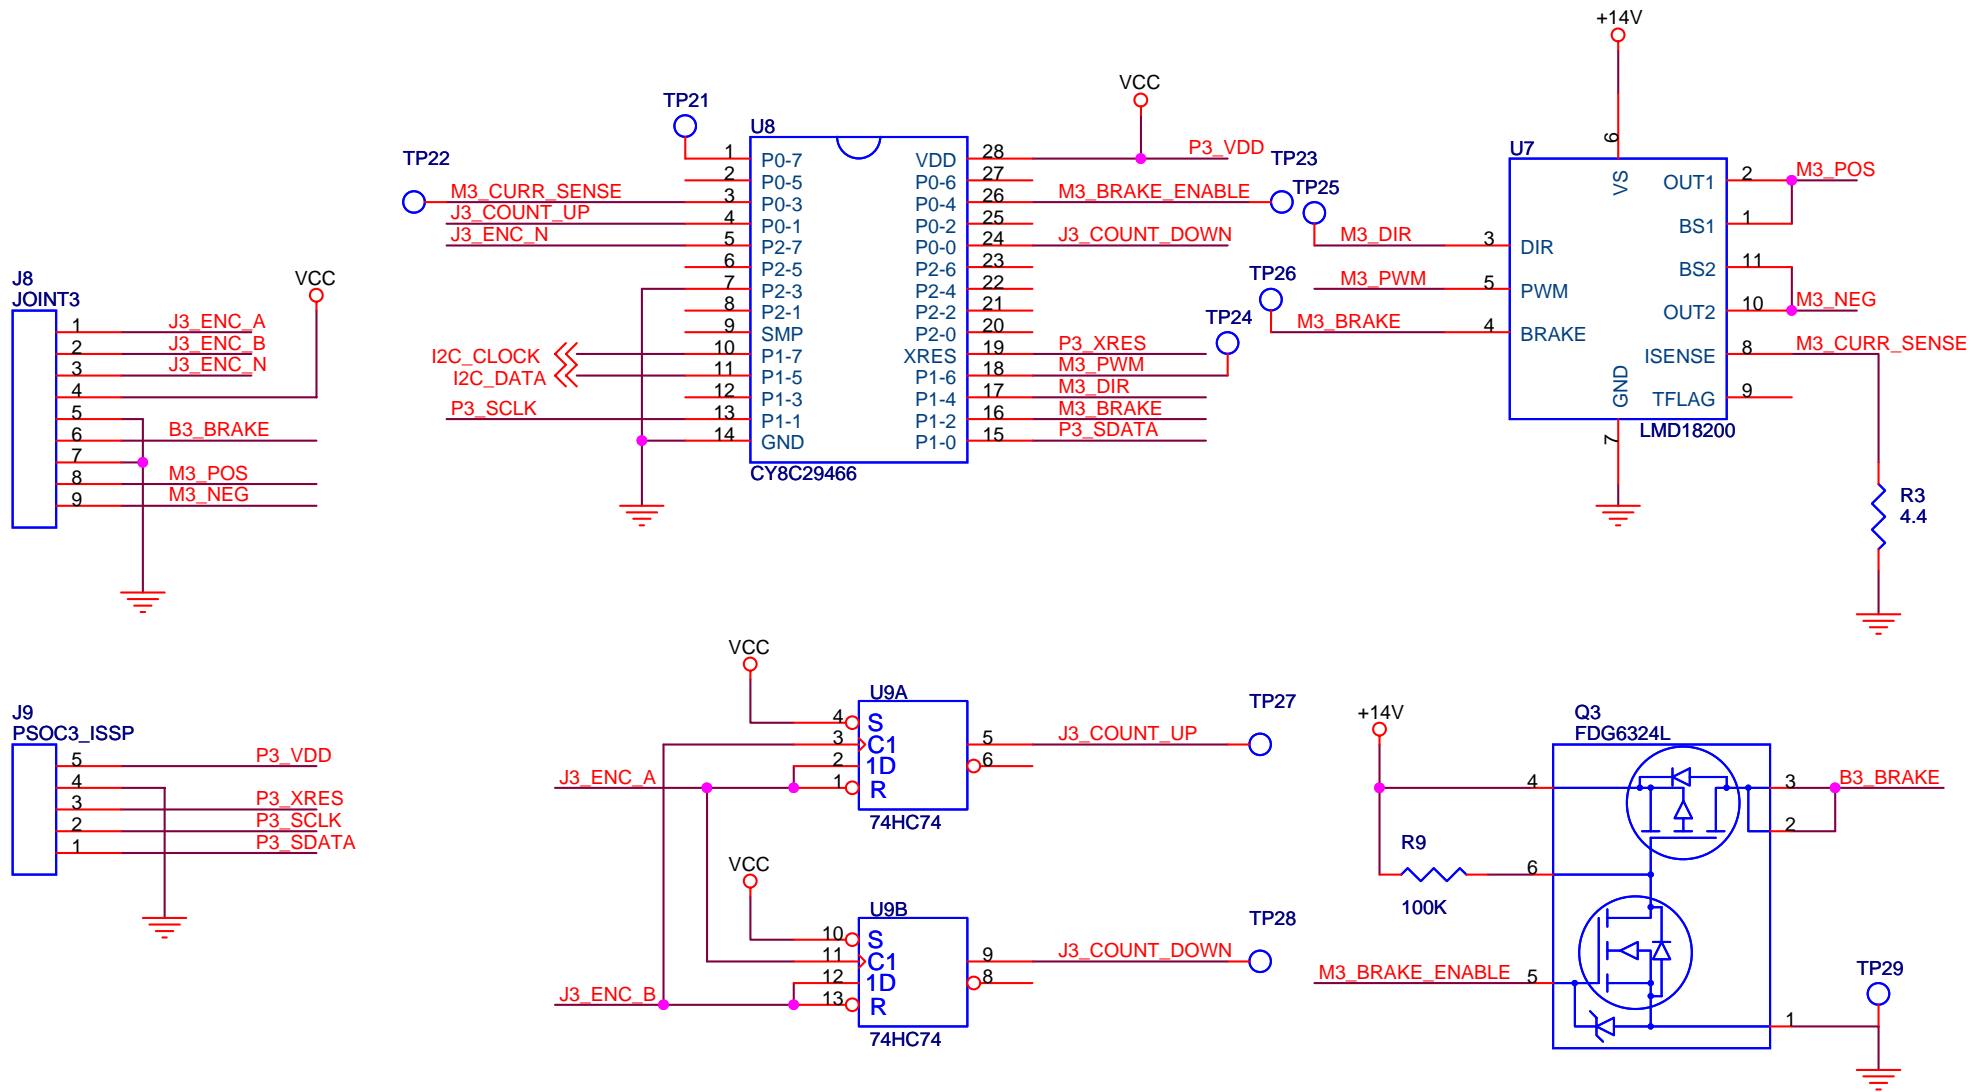 J8
JOINT3
VCC
1 J3_ENC_A
2 J3_ENC_B
3 J3_ENC_N
4
5
6 B3_BRAKE
7
8 M3_POS
9 M3_NEG
J9
PSOC3_ISSP
5 P3_VDD
4
3 P3_XRES
2 P3_SCLK
1 P3_SDATA
TP21
TP22
U8
VCC
P3_VDD
TP23
1 P0-7 VDD 28
2 P0-5 P0-6 27
M3_CURR_SENSE 3 P0-3 P0-4 26 M3_BRAKE_ENABLE
J3_COUNT_UP 4 P0-1 P0-2 25
J3_ENC_N 5 P2-7 P0-0 24 J3_COUNT_DOWN
6 P2-5 P2-6 23
7 P2-3 P2-4 22
8 P2-1 P2-2 21
9 SMP P2-0 20
I2C_CLOCK 10 P1-7 XRES 19 P3_XRES
I2C_DATA 11 P1-5 P1-6 18 M3_PWM
12 P1-3 P1-4 17 M3_DIR
P3_SCLK 13 P1-1 P1-2 16 M3_BRAKE
14 GND P1-0 15 P3_SDATA
CY8C29466
TP24
TP25
TP26
+14V
6
U7
VS
OUT1 2 M3_POS
BS1 1
M3_DIR 3 DIR
BS2 11
M3_PWM 5 PWM
OUT2 10 M3_NEG
M3_BRAKE 4 BRAKE
ISENSE 8 M3_CURR_SENSE
GND
TFLAG 9
7
LMD18200
R3
4.4
VCC
U9A
4 S
3 C1 5 J3_COUNT_UP
2 1D 6
J3_ENC_A 1 R
74HC74
TP27
VCC
U9B
10 S
11 C1 9 J3_COUNT_DOWN
12 1D 8
J3_ENC_B 13 R
74HC74
TP28
+14V
Q3
FDG6324L
4
3 B3_BRAKE
2
R9
6
100K
M3_BRAKE_ENABLE 5
1
TP29